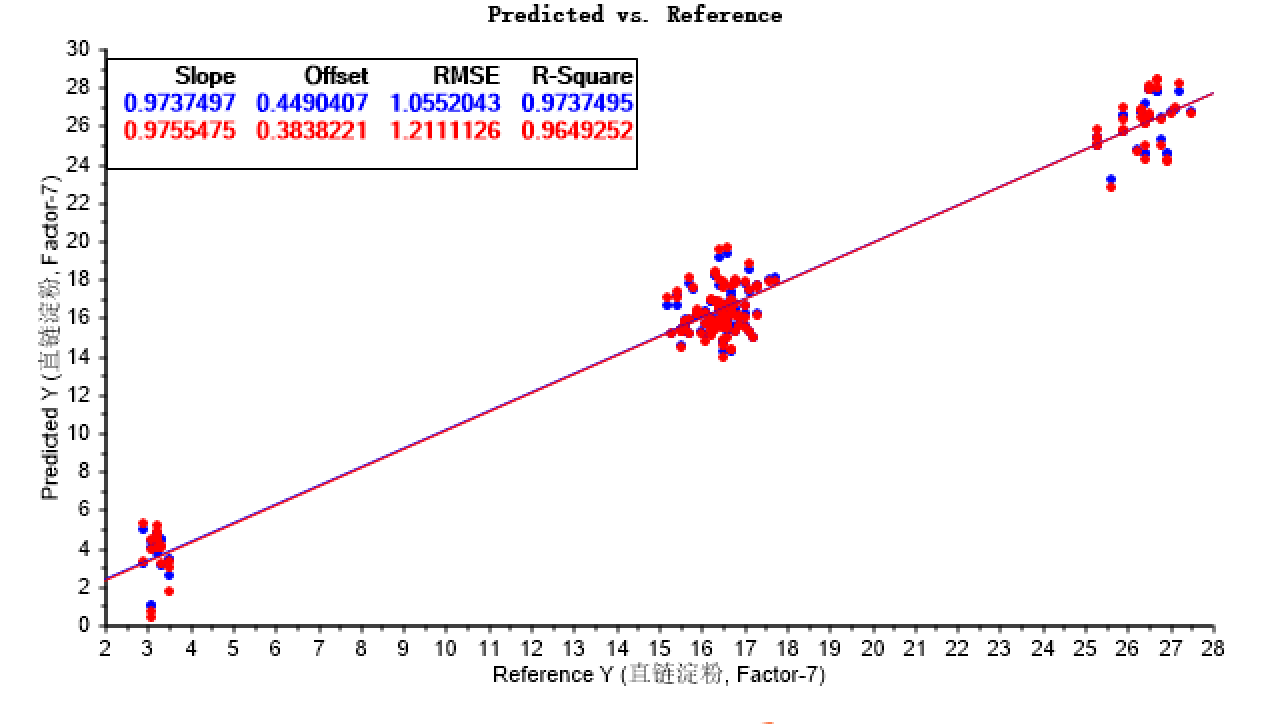 Predicted vs. Reference
Slope Offset RMSE R-Square
0.9737497 0.4490407 1.0552043 0.9737495
0.9755475 0.3838221 1.2111126 0.9649252
30
28
26
24
22
20
18
16
14
12
10
8
6
4
2
0
Predicted Y (直链淀粉, Factor-7)
2 3 4 5 6 7 8 9 10 11 12 13 14 15 16 17 18 19 20 21 22 23 24 25 26 27 28
Reference Y (直链淀粉, Factor-7)